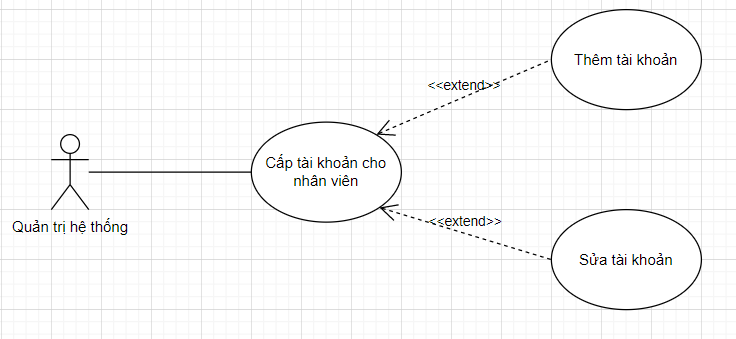 Thêm tài khoản
<<extend>>
Cấp tài khoản cho
nhân viên
Quản trị hệ thống
<<extend>>
Sửa tài khoản